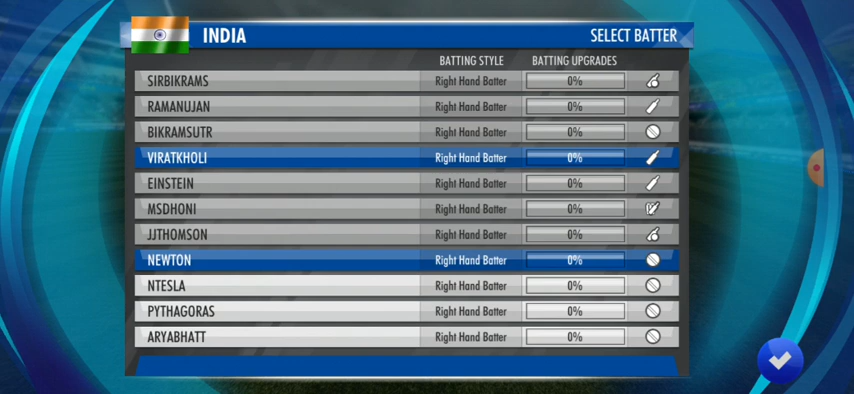 INDIA SELECT BATTER
BATTING STYLE BATTING UPGRADES
SIRBIKRAMS Right Hand Batter 0%
RAMANUJAN Right Hand Batter 0%
BIKRAMSUTR Right Hand Batter 0%
VIRATKHOLI Right Hand Batter 0%
EINSTEIN Right Hand Batter 0%
MSDHONI Right Hand Batter 0%
JJTHOMSON Right Hand Batter 0%
NEWTON Right Hand Batter 0%
NTESLA Right Hand Batter 0%
PYTHAGORAS Right Hand Batter 0%
ARYABHATT Right Hand Batter 0%